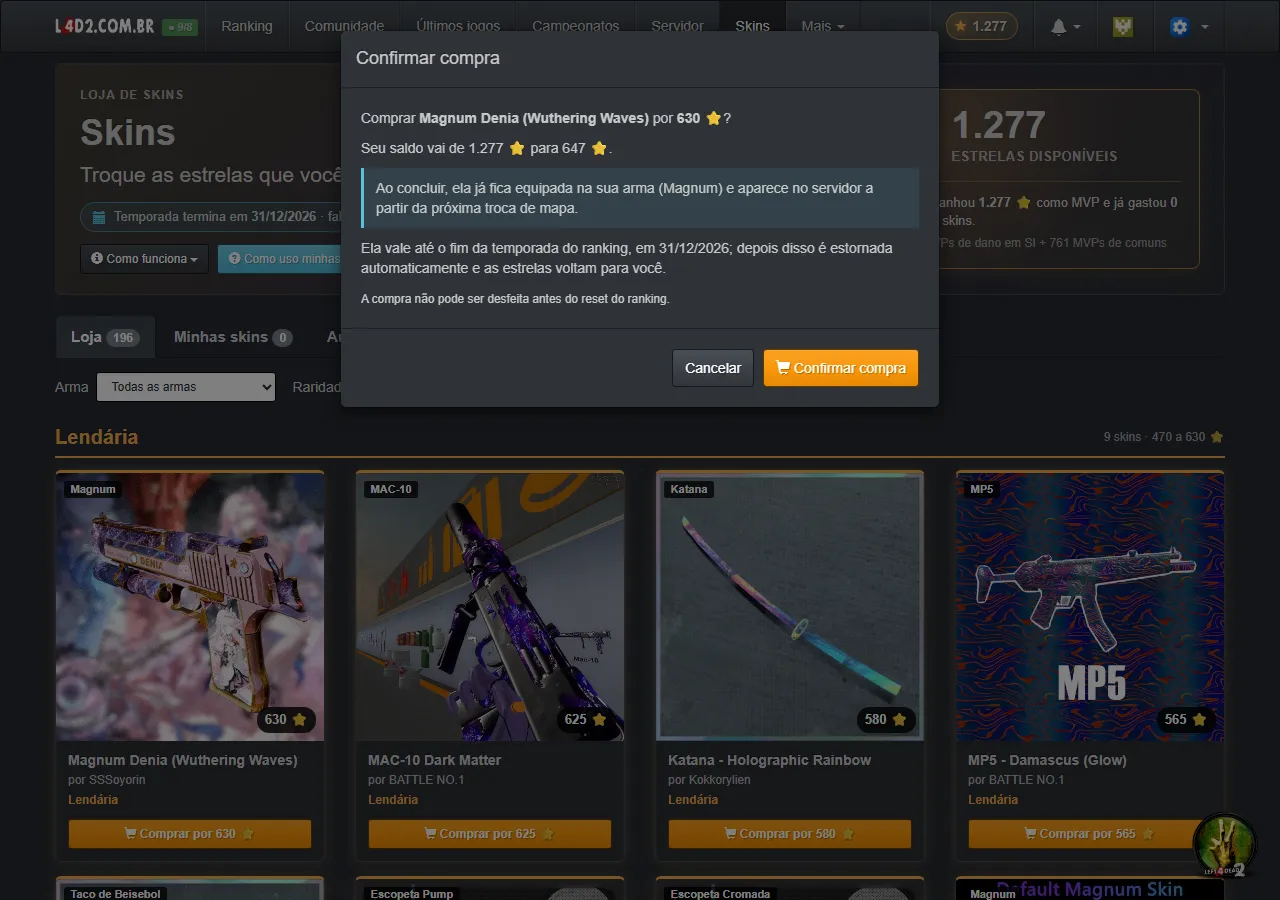 L4D2.COM.BR 9/8 Ranking Comunidade Últimos jogos Campeonatos Servidor Skins Mais 1.277
Confirmar compra
Comprar Magnum Denia (Wuthering Waves) por 630 ?
Seu saldo vai de 1.277 para 647 .
Ao concluir, ela já fica equipada na sua arma (Magnum) e aparece no servidor a
partir da próxima troca de mapa.
Ela vale até o fim da temporada do ranking, em 31/12/2026; depois disso é estornada
automaticamente e as estrelas voltam para você.
A compra não pode ser desfeita antes do reset do ranking.
Cancelar Confirmar compra
LOJA DE SKINS
Skins
Troque as estrelas que você
Temporada termina em 31/12/2026 · fal
Como funciona Como uso minhas
1.277
ESTRELAS DISPONÍVEIS
anhou 1.277 como MVP e já gastou 0
skins.
Ps de dano em SI + 761 MVPs de comuns
Loja 196 Minhas skins 0
Arma Todas as armas Raridad
Lendária 9 skins · 470 a 630
Magnum
DENIA
630
Magnum Denia (Wuthering Waves)
por SSSoyorin
Lendária
Comprar por 630
MAC-10
Mac-10
625
MAC-10 Dark Matter
por BATTLE NO.1
Lendária
Comprar por 625
Katana
580
Katana - Holographic Rainbow
por Kokkorylien
Lendária
Comprar por 580
MP5
MP5
565
MP5 - Damascus (Glow)
por BATTLE NO.1
Lendária
Comprar por 565
LEFT 4 DEAD 2
Taco de Beisebol
Escopeta Pump
Escopeta Cromada
Magnum
Default Magnum Skin